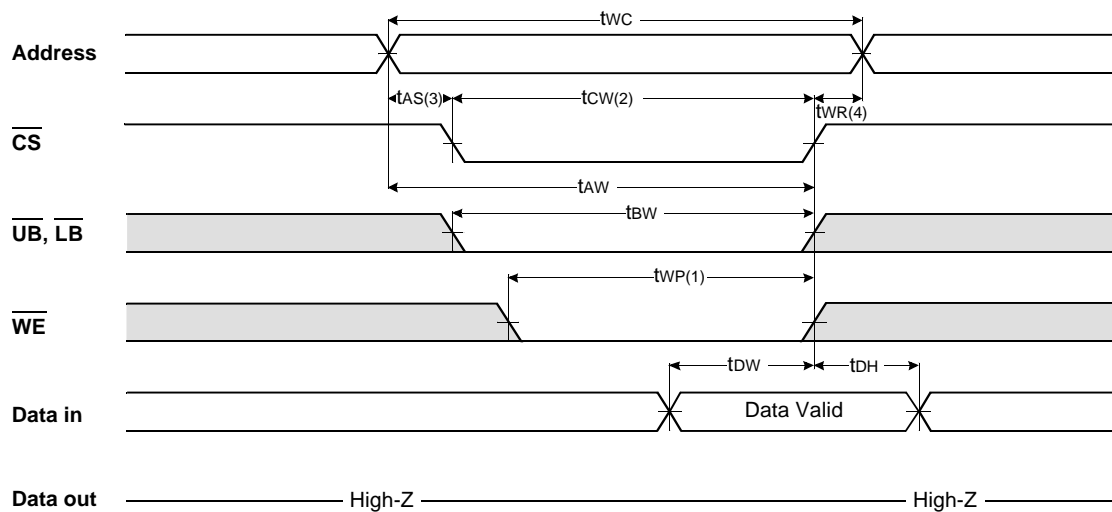 tWC
Address
tAS(3) tCW(2) tWR(4)
CS
tAW
UB, LB
tBW
tWP(1)
WE
tDW tDH
Data in Data Valid
Data out High-Z High-Z